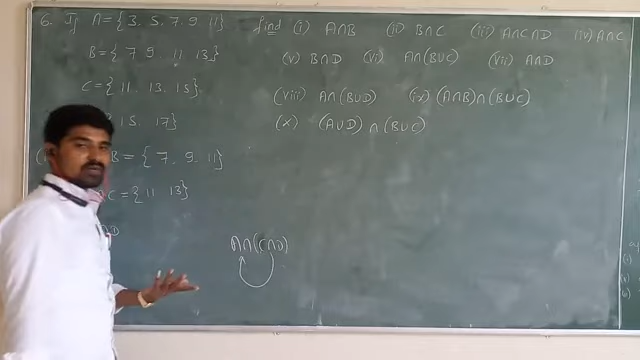 6. If A = { 3. 5. 7. 9 11 } find (i) A∩B (ii) B∩C (iii) A∩C∩D (iv) A∩C
B = { 7 9 . 11 13 } (v) B∩D (vi) A∩(B∪C) (vii) A∩D
C = { 11 . 13 . 15 } (viii) A∩(B∪D) (ix) (A∩B)∩(B∪C)
15. 17 } (x) (A∪D)∩(B∪C)
B = { 7. 9. 11 }
C = { 11 13 }
A∩(C∩D)